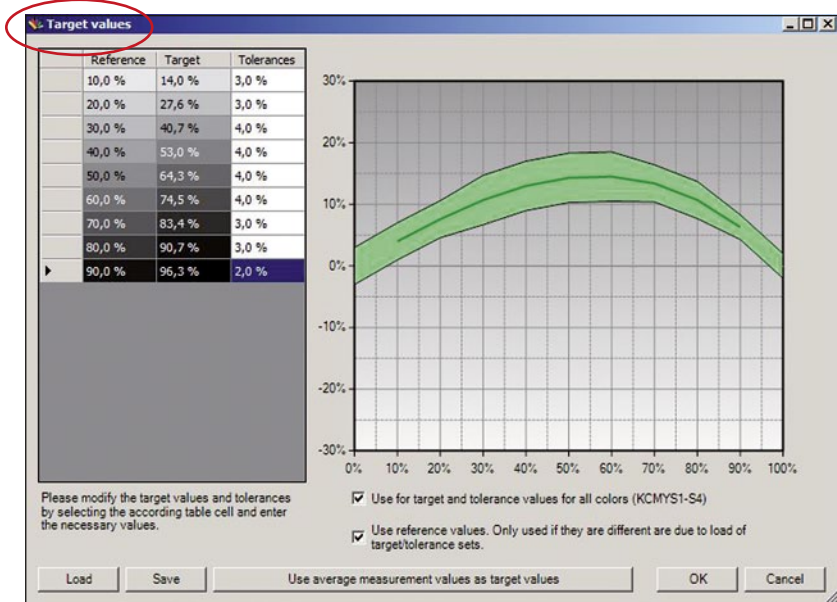 Target values
Reference Target Tolerances
10,0 % 14,0 % 3,0 %
20,0 % 27,6 % 3,0 %
30,0 % 40,7 % 4,0 %
40,0 % 53,0 % 4,0 %
50,0 % 64,3 % 4,0 %
60,0 % 74,5 % 4,0 %
70,0 % 83,4 % 3,0 %
80,0 % 90,7 % 3,0 %
90,0 % 96,3 % 2,0 %
30%
20%
10%
0%
-10%
-20%
-30%
0% 10% 20% 30% 40% 50% 60% 70% 80% 90% 100%
Please modify the target values and tolerances
by selecting the according table cell and enter
the necessary values.
Use for target and tolerance values for all colors (KCMYS1-S4)
Use reference values. Only used if they are different are due to load of
target/tolerance sets.
Load Save Use average measurement values as target values OK Cancel